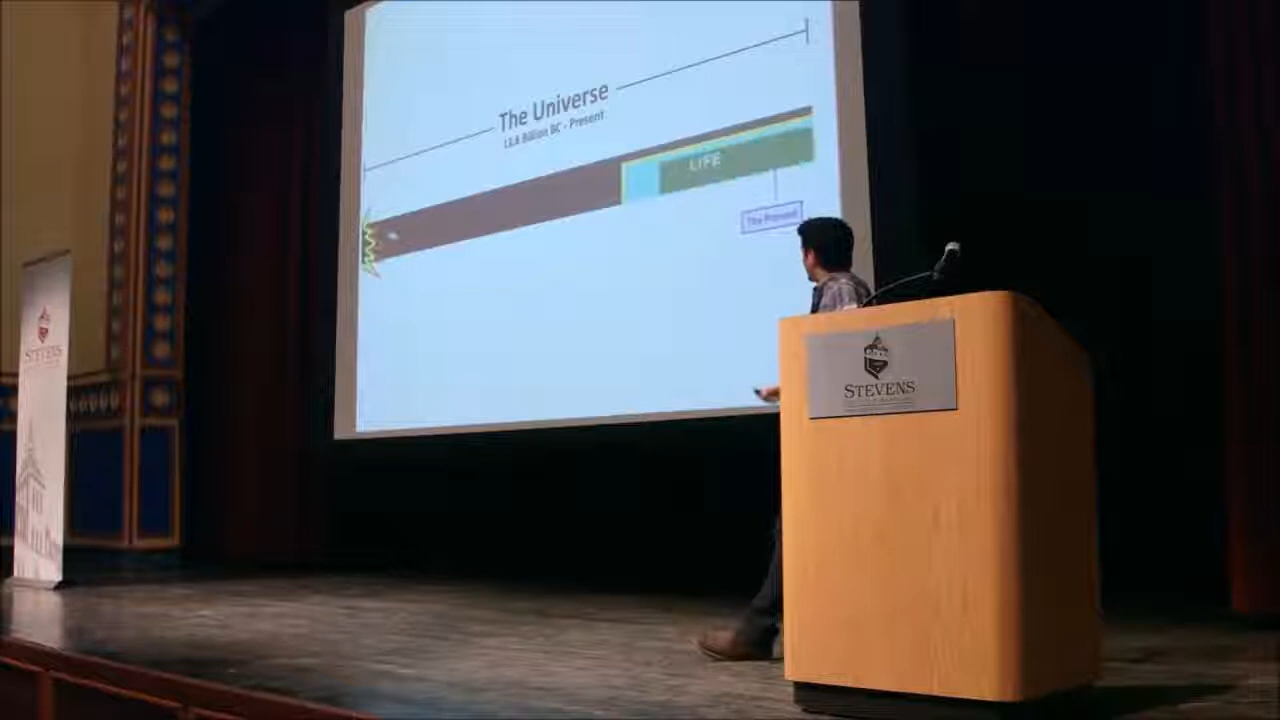 The Universe
13.8 Billion BC - Present
LIFE
The Present
STEVENS
STEVENS